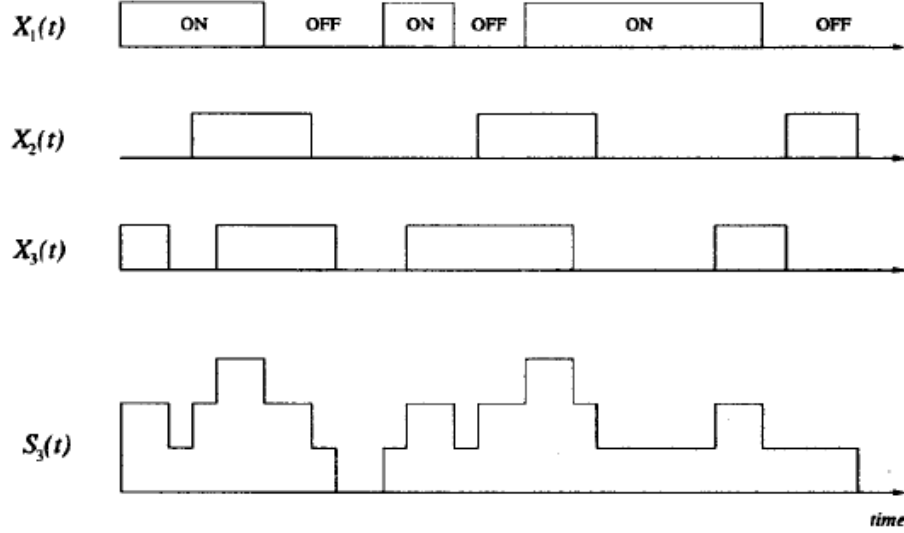 X₁(t) ON OFF ON OFF ON OFF
X₂(t)
X₃(t)
S₃(t)
time